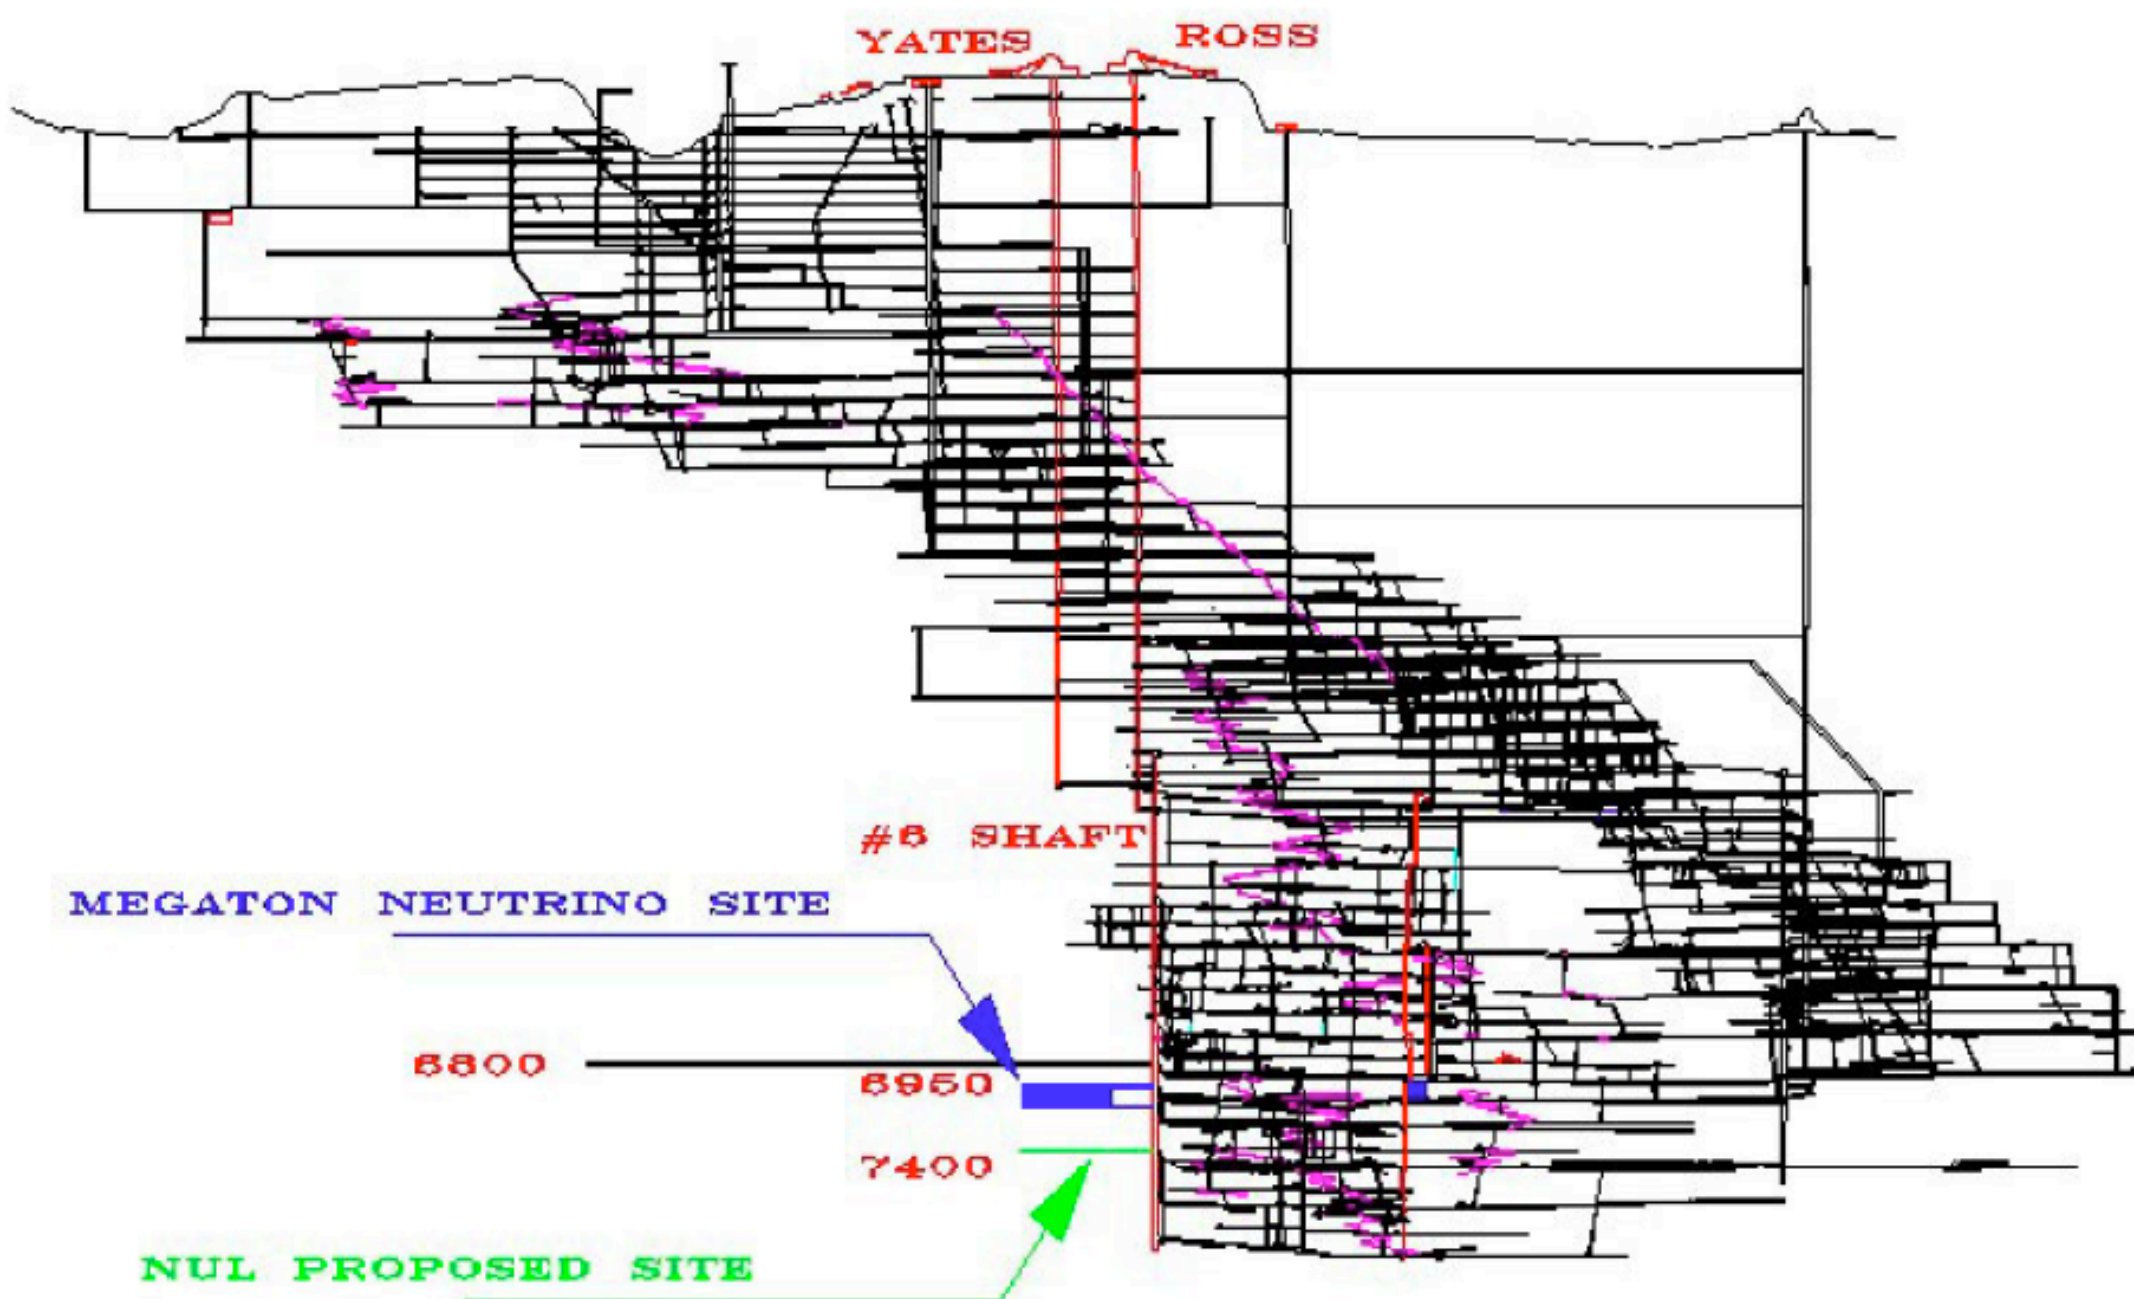 YATES
ROSS
#6 SHAFT
MEGATON NEUTRINO SITE
6800
6950
7400
NUL PROPOSED SITE